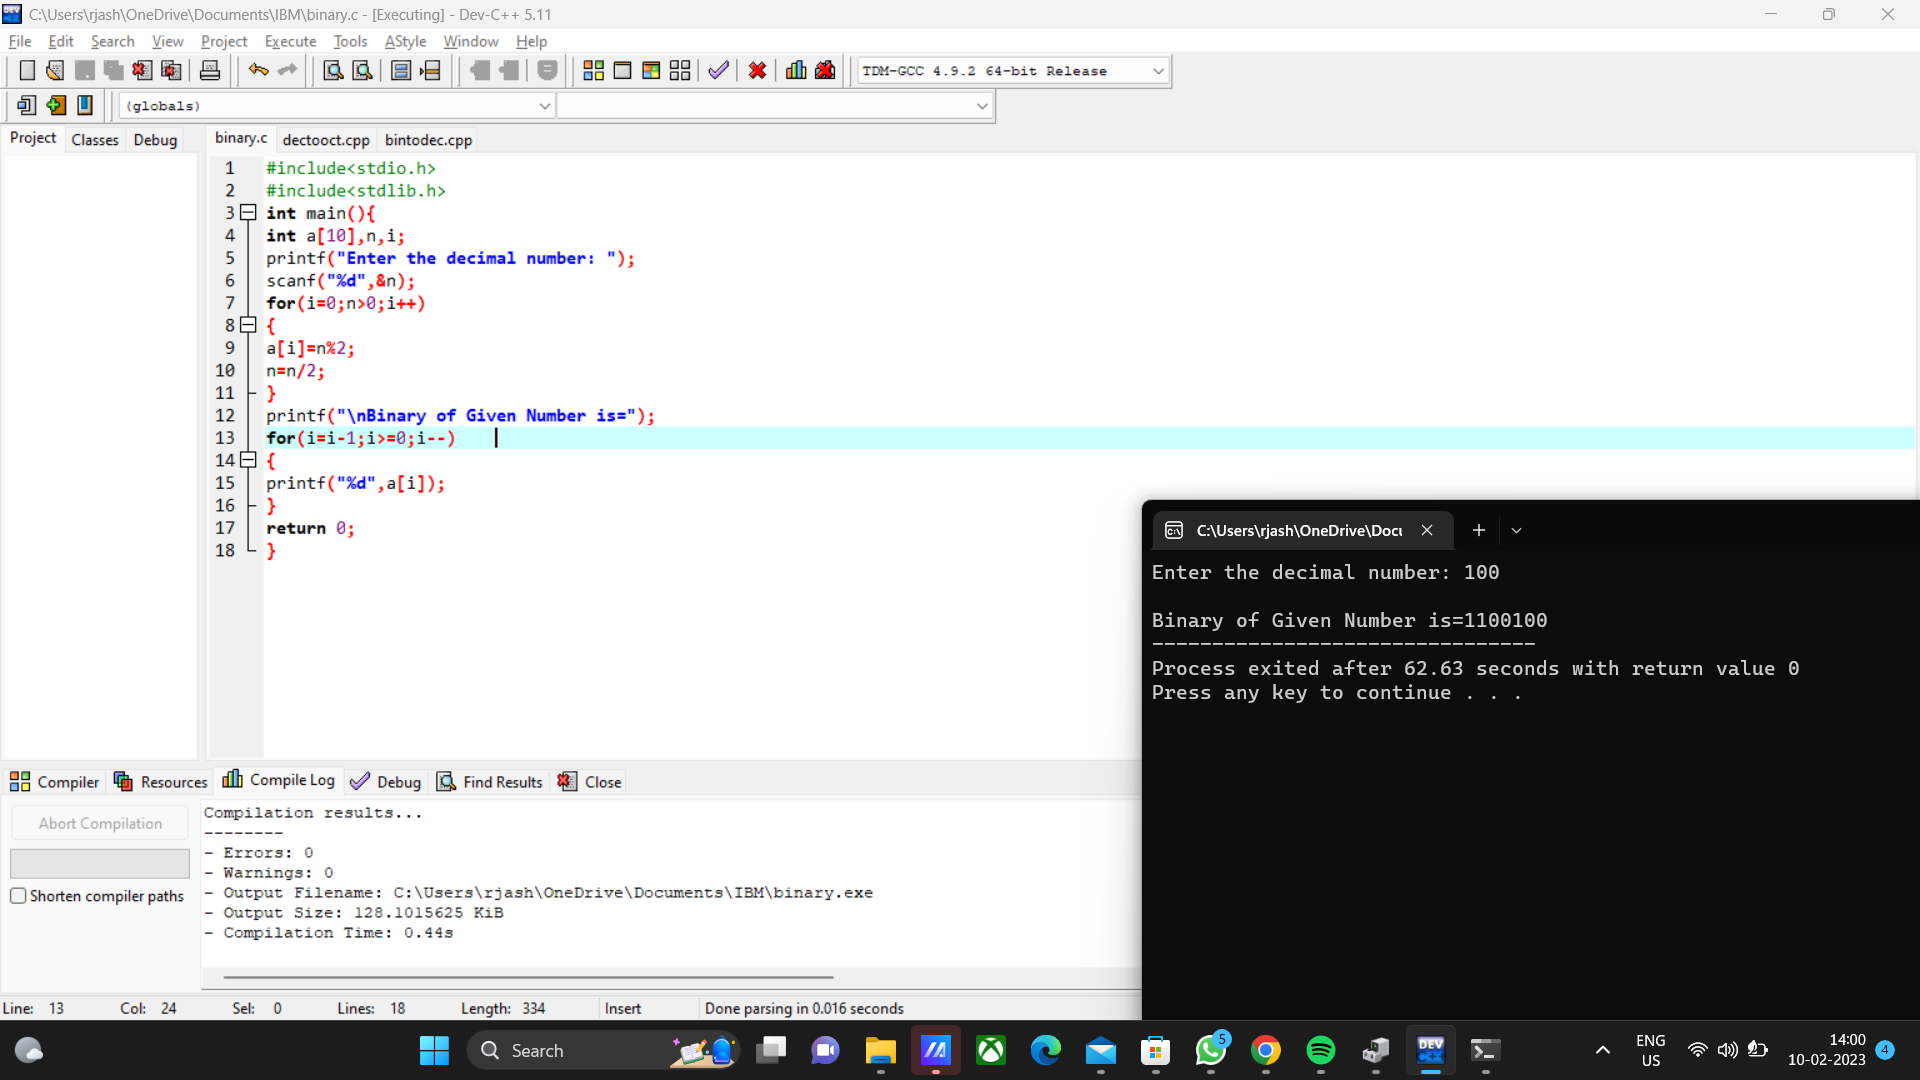 C:\Users\rjash\OneDrive\Documents\IBM\binary.c - [Executing] - Dev-C++ 5.11
File Edit Search View Project Execute Tools AStyle Window Help
TDM-GCC 4.9.2 64-bit Release
(globals)
Project Classes Debug binary.c dectooct.cpp bintodec.cpp
1 #include<stdio.h>
2 #include<stdlib.h>
3 int main(){
4 int a[10],n,i;
5 printf("Enter the decimal number: ");
6 scanf("%d",&n);
7 for(i=0;n>0;i++)
8 {
9 a[i]=n%2;
10 n=n/2;
11 }
12 printf("\nBinary of Given Number is=");
13 for(i=i-1;i>=0;i--)
14 {
15 printf("%d",a[i]);
16 }
17 return 0;
18 }
C:\Users\rjash\OneDrive\Docu
Enter the decimal number: 100
Binary of Given Number is=1100100
--------------------------------
Process exited after 62.63 seconds with return value 0
Press any key to continue . . .
Compiler Resources Compile Log Debug Find Results Close
Abort Compilation
Shorten compiler paths
Compilation results...
--------
- Errors: 0
- Warnings: 0
- Output Filename: C:\Users\rjash\OneDrive\Documents\IBM\binary.exe
- Output Size: 128.1015625 KiB
- Compilation Time: 0.44s
Line: 13 Col: 24 Sel: 0 Lines: 18 Length: 334 Insert Done parsing in 0.016 seconds
Search
5
DEV C++
ENG US
14:00
10-02-2023
4